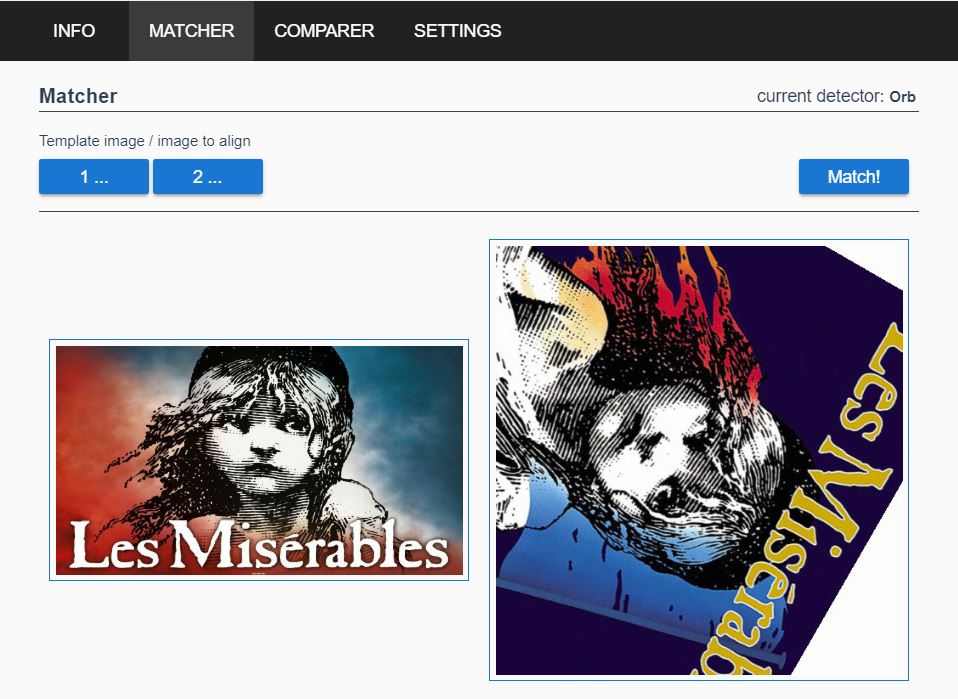 INFO MATCHER COMPARER SETTINGS
Matcher current detector: Orb
Template image / image to align
1 ... 2 ... Match!
Les Misérables
Les Misérab